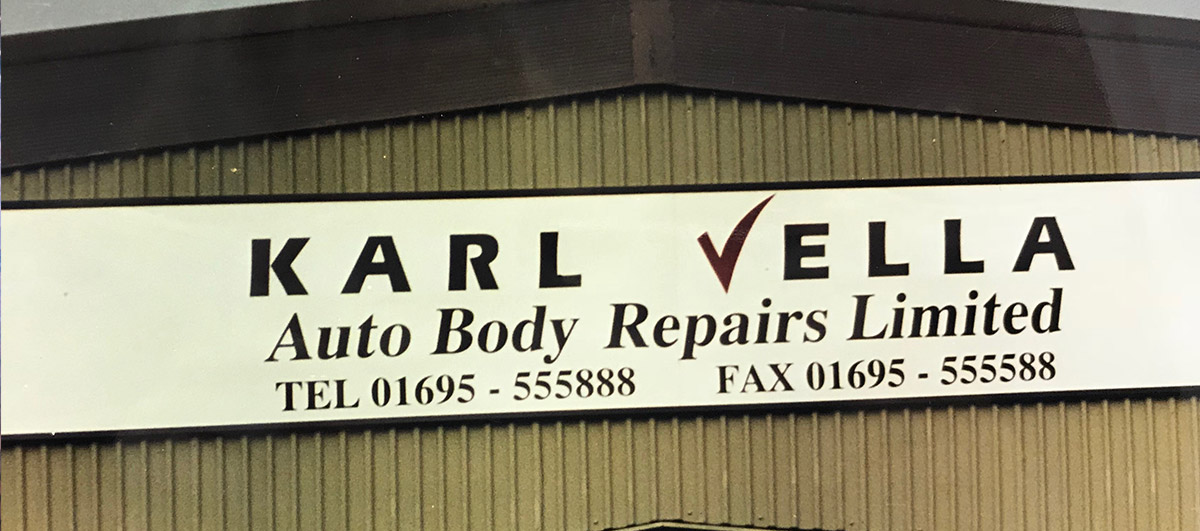 KARL VELLA
Auto Body Repairs Limited
TEL 01695 - 555888 FAX 01695 - 555588